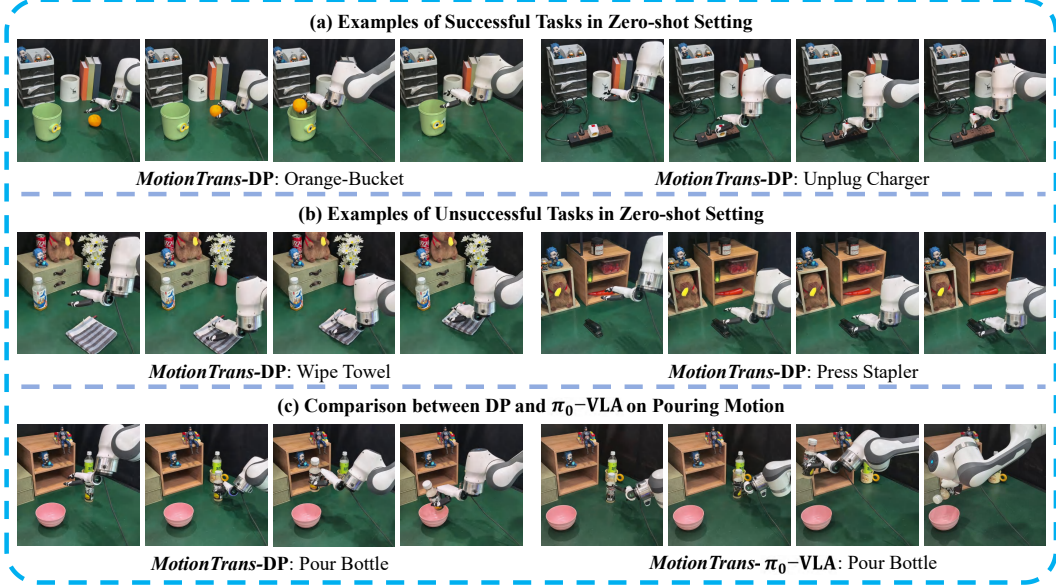 (a) Examples of Successful Tasks in Zero-shot Setting
MotionTrans-DP: Orange-Bucket
MotionTrans-DP: Unplug Charger
(b) Examples of Unsuccessful Tasks in Zero-shot Setting
MotionTrans-DP: Wipe Towel
MotionTrans-DP: Press Stapler
(c) Comparison between DP and π₀−VLA on Pouring Motion
MotionTrans-DP: Pour Bottle
MotionTrans- π₀−VLA: Pour Bottle